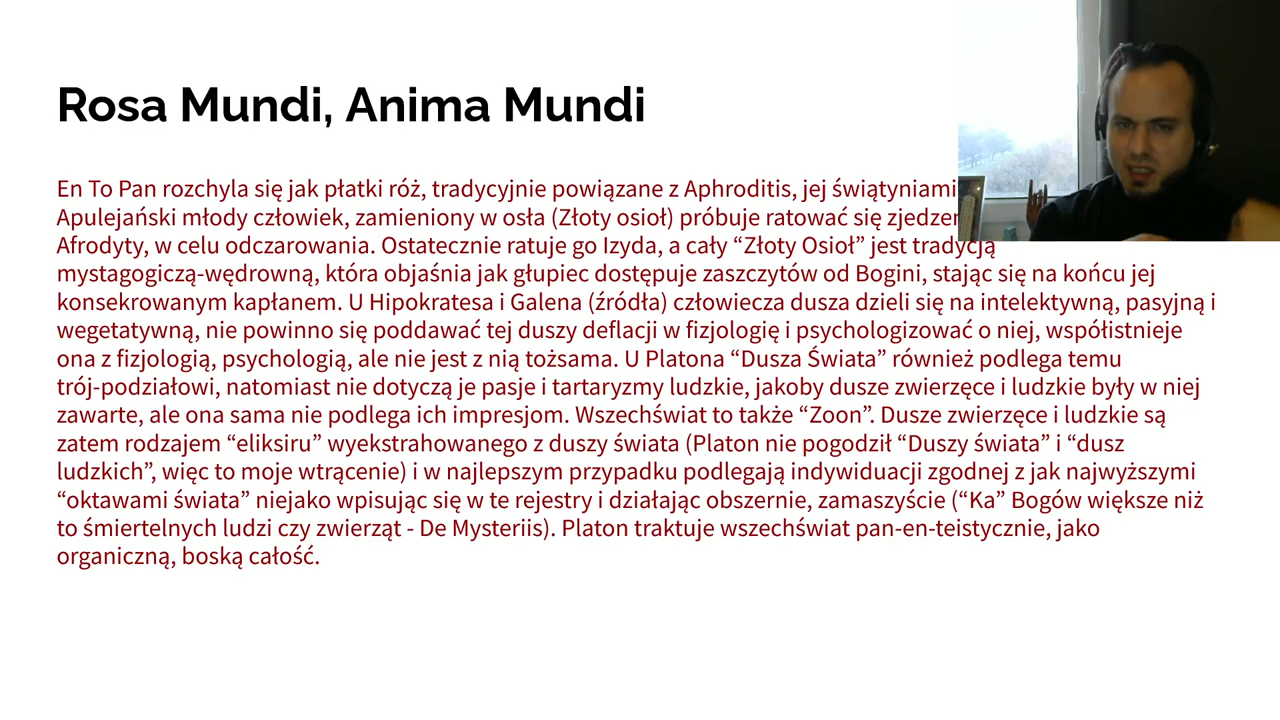 Rosa Mundi, Anima Mundi
En To Pan rozchyla się jak płatki róż, tradycyjnie powiązane z Aphroditis, jej świątyniami
Apulejański młody człowiek, zamieniony w osła (Złoty osioł) próbuje ratować się
Afrodyty, w celu odczarowania. Ostatecznie ratuje go Izyda, a cały “Złoty Osioł” jest tradycją
mystagogiczą-wędrowną, która objaśnia jak głupiec dostępuje zaszczytów od Bogini, stając się na końcu jej
konsekrowanym kapłanem. U Hipokratesa i Galena (źródła) człowiecza dusza dzieli się na intelektywną, pasyjną i
wegetatywną, nie powinno się poddawać tej duszy deflacji w fizjologię i psychologizować o niej, współistnieje
ona z fizjologią, psychologią, ale nie jest z nią tożsama. U Platona “Dusza Świata” również podlega temu
trój-podziałowi, natomiast nie dotyczą je pasje i tartaryzmy ludzkie, jakoby dusze zwierzęce i ludzkie były w niej
zawarte, ale ona sama nie podlega ich impresjom. Wszechświat to także “Zoon”. Dusze zwierzęce i ludzkie są
zatem rodzajem “eliksiru” wyekstrahowanego z duszy świata (Platon nie pogodził “Duszy świata” i “dusz
ludzkich”, więc to moje wtrącenie) i w najlepszym przypadku podlegają indywiduacji zgodnej z jak najwyższymi
“oktawami świata” niejako wpisując się w te rejestry i działając obszernie, zamaszyście (“Ka” Bogów większe niż
to śmiertelnych ludzi czy zwierząt - De Mysteriis). Platon traktuje wszechświat pan-en-teistycznie, jako
organiczną, boską całość.